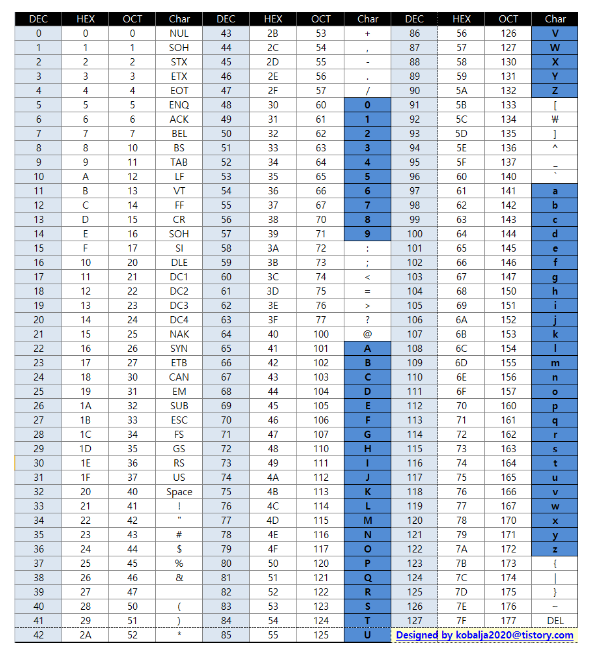 DEC HEX OCT Char DEC HEX OCT Char DEC HEX OCT Char
0 0 0 NUL 43 2B 53 + 86 56 126 V
1 1 1 SOH 44 2C 54 , 87 57 127 W
2 2 2 STX 45 2D 55 - 88 58 130 X
3 3 3 ETX 46 2E 56 . 89 59 131 Y
4 4 4 EOT 47 2F 57 / 90 5A 132 Z
5 5 5 ENQ 48 30 60 0 91 5B 133 [
6 6 6 ACK 49 31 61 1 92 5C 134 ₩
7 7 7 BEL 50 32 62 2 93 5D 135 ]
8 8 10 BS 51 33 63 3 94 5E 136 ^
9 9 11 TAB 52 34 64 4 95 5F 137 _
10 A 12 LF 53 35 65 5 96 60 140 `
11 B 13 VT 54 36 66 6 97 61 141 a
12 C 14 FF 55 37 67 7 98 62 142 b
13 D 15 CR 56 38 70 8 99 63 143 c
14 E 16 SOH 57 39 71 9 100 64 144 d
15 F 17 SI 58 3A 72 : 101 65 145 e
16 10 20 DLE 59 3B 73 ; 102 66 146 f
17 11 21 DC1 60 3C 74 < 103 67 147 g
18 12 22 DC2 61 3D 75 = 104 68 150 h
19 13 23 DC3 62 3E 76 > 105 69 151 i
20 14 24 DC4 63 3F 77 ? 106 6A 152 j
21 15 25 NAK 64 40 100 @ 107 6B 153 k
22 16 26 SYN 65 41 101 A 108 6C 154 l
23 17 27 ETB 66 42 102 B 109 6D 155 m
24 18 30 CAN 67 43 103 C 110 6E 156 n
25 19 31 EM 68 44 104 D 111 6F 157 o
26 1A 32 SUB 69 45 105 E 112 70 160 p
27 1B 33 ESC 70 46 106 F 113 71 161 q
28 1C 34 FS 71 47 107 G 114 72 162 r
29 1D 35 GS 72 48 110 H 115 73 163 s
30 1E 36 RS 73 49 111 I 116 74 164 t
31 1F 37 US 74 4A 112 J 117 75 165 u
32 20 40 Space 75 4B 113 K 118 76 166 v
33 21 41 ! 76 4C 114 L 119 77 167 w
34 22 42 " 77 4D 115 M 120 78 170 x
35 23 43 # 78 4E 116 N 121 79 171 y
36 24 44 $ 79 4F 117 O 122 7A 172 z
37 25 45 % 80 50 120 P 123 7B 173 {
38 26 46 & 81 51 121 Q 124 7C 174 |
39 27 47 82 52 122 R 125 7D 175 }
40 28 50 ( 83 53 123 S 126 7E 176 ~
41 29 51 ) 84 54 124 T 127 7F 177 DEL
42 2A 52 * 85 55 125 U Designed by kobalja2020@tistory.com